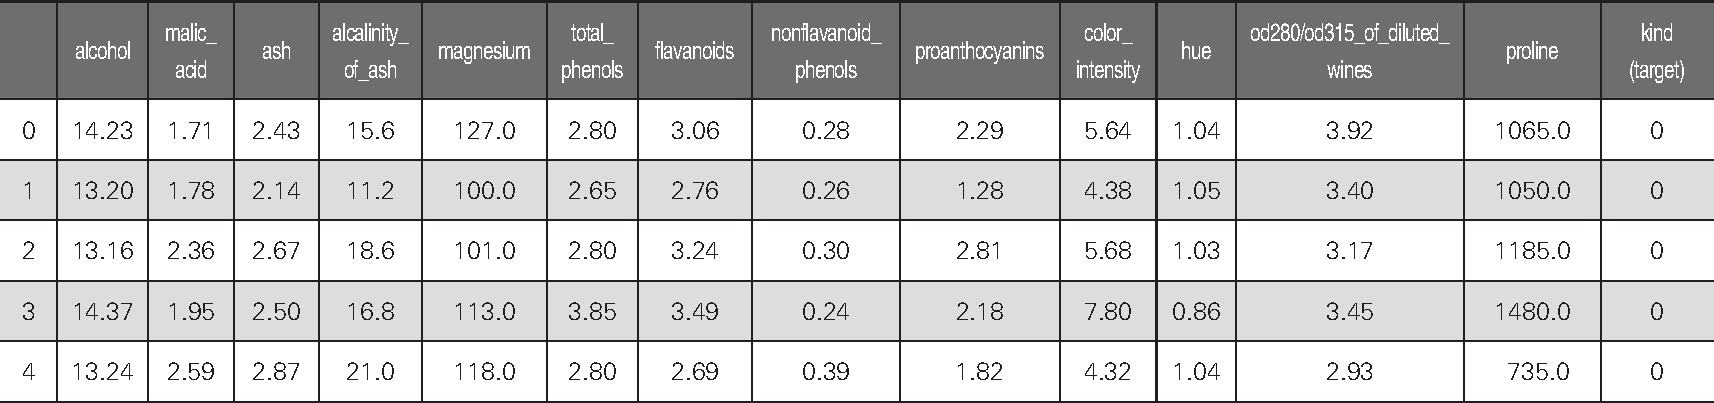 alcohol malic_ acid ash alcalinity_ of_ash magnesium total_ phenols flavanoids nonflavanoid_ phenols proanthocyanins color_ intensity hue od280/od315_of_diluted_ wines proline kind (target)
0 14.23 1.71 2.43 15.6 127.0 2.80 3.06 0.28 2.29 5.64 1.04 3.92 1065.0 0
1 13.20 1.78 2.14 11.2 100.0 2.65 2.76 0.26 1.28 4.38 1.05 3.40 1050.0 0
2 13.16 2.36 2.67 18.6 101.0 2.80 3.24 0.30 2.81 5.68 1.03 3.17 1185.0 0
3 14.37 1.95 2.50 16.8 113.0 3.85 3.49 0.24 2.18 7.80 0.86 3.45 1480.0 0
4 13.24 2.59 2.87 21.0 118.0 2.80 2.69 0.39 1.82 4.32 1.04 2.93 735.0 0